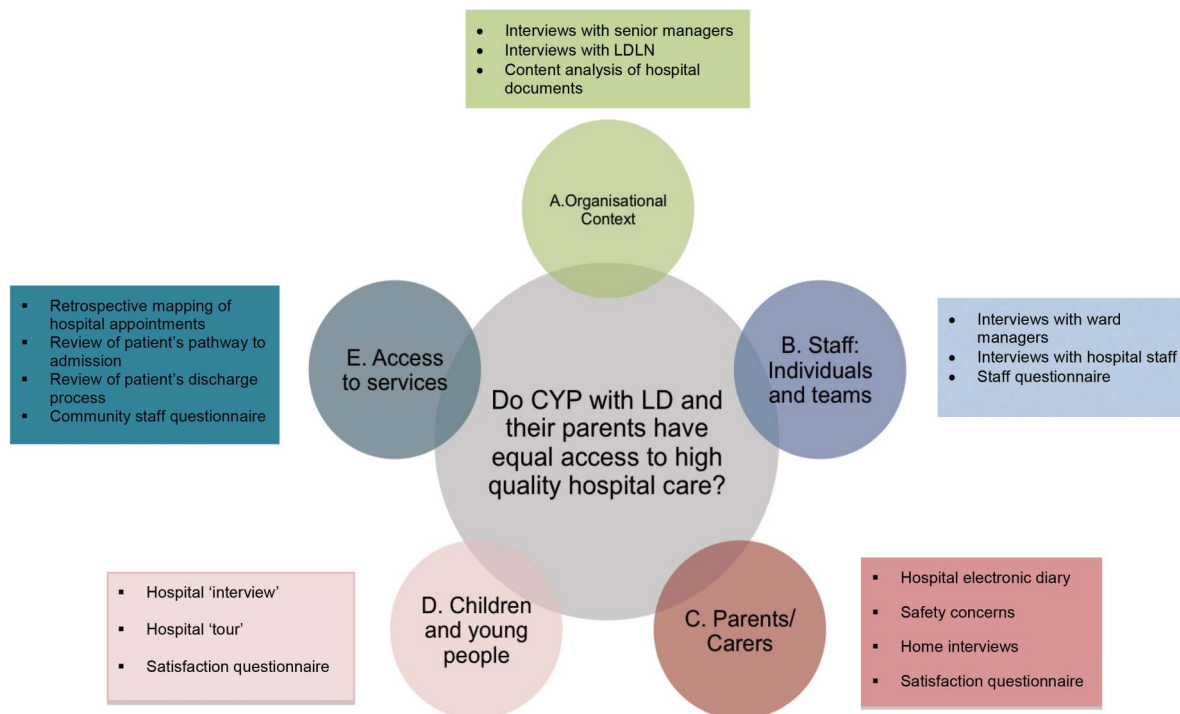 • Interviews with senior managers
• Interviews with LDLN
• Content analysis of hospital
documents
A.Organisational
Context
▪ Retrospective mapping of
hospital appointments
▪ Review of patient's pathway to
admission
▪ Review of patient's discharge
process
▪ Community staff questionnaire
E. Access
to services
Do CYP with LD and
their parents have
equal access to high
quality hospital care?
B. Staff:
Individuals
and teams
• Interviews with ward
managers
• Interviews with hospital staff
• Staff questionnaire
▪ Hospital ‘interview’
▪ Hospital ‘tour’
▪ Satisfaction questionnaire
D. Children
and young
people
C. Parents/
Carers
▪ Hospital electronic diary
▪ Safety concerns
▪ Home interviews
▪ Satisfaction questionnaire